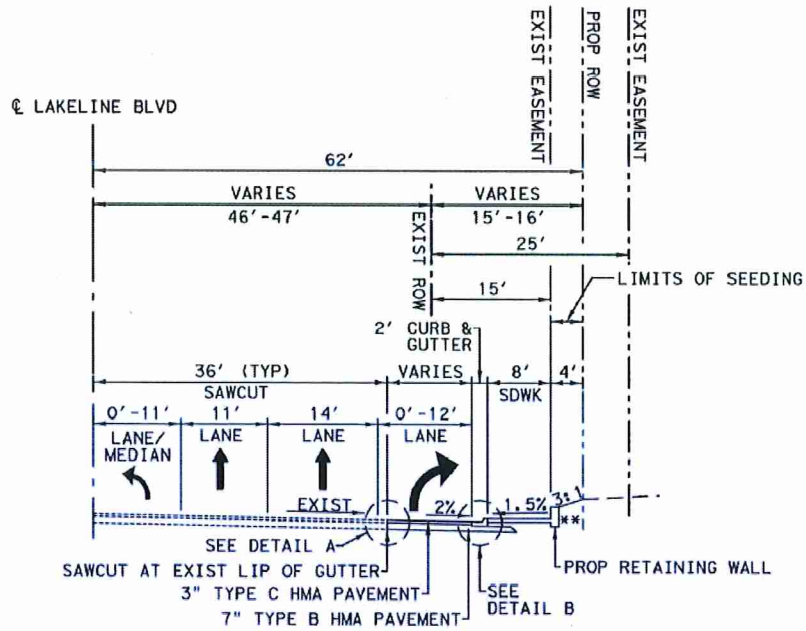 EXIST EASEMENT
PROP ROW
EXIST EASEMENT
℄ LAKELINE BLVD
62'
VARIES
46'-47'
VARIES
15'-16'
EXIST ROW
25'
15'
LIMITS OF SEEDING
2' CURB &
GUTTER
36' (TYP)
SAWCUT
VARIES
8'
SDWK
4'
0'-11'
LANE/
MEDIAN
11'
LANE
14'
LANE
0'-12'
LANE
EXIST
2%
1.5%
3:1
**
SEE DETAIL A
SAWCUT AT EXIST LIP OF GUTTER
3" TYPE C HMA PAVEMENT
7" TYPE B HMA PAVEMENT
SEE
DETAIL B
PROP RETAINING WALL